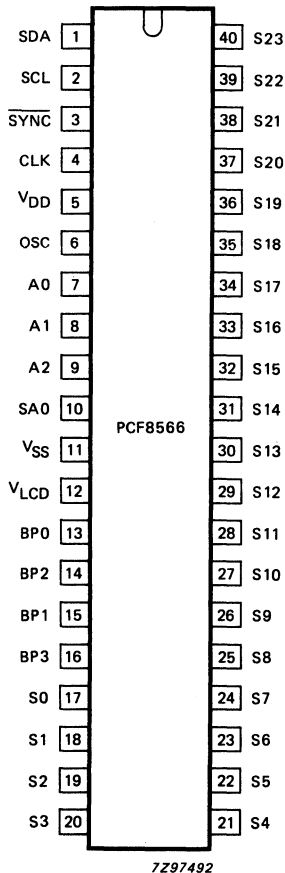 SDA 1 40 S23
SCL 2 39 S22
SYNC 3 38 S21
CLK 4 37 S20
VDD 5 36 S19
OSC 6 35 S18
A0 7 34 S17
A1 8 33 S16
A2 9 32 S15
SA0 10 31 S14
PCF8566
VSS 11 30 S13
VLCD 12 29 S12
BP0 13 28 S11
BP2 14 27 S10
BP1 15 26 S9
BP3 16 25 S8
S0 17 24 S7
S1 18 23 S6
S2 19 22 S5
S3 20 21 S4
7Z97492